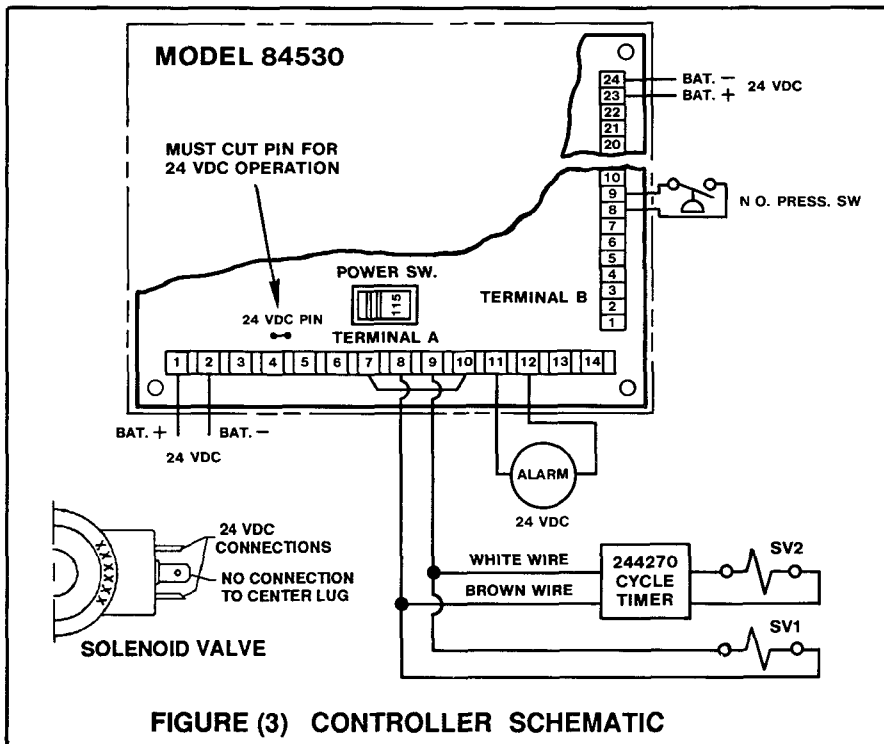 MODEL 84530
24
23
22
21
20
BAT. −
BAT. +
24 VDC
MUST CUT PIN FOR
24 VDC OPERATION
10
9
8
7
6
5
4
3
2
1
N O. PRESS. SW
POWER SW.
115
TERMINAL B
24 VDC PIN
TERMINAL A
1 2 3 4 5 6 7 8 9 10 11 12 13 14
BAT. + BAT. −
24 VDC
ALARM
24 VDC
24 VDC
CONNECTIONS
NO CONNECTION
TO CENTER LUG
XXXXXX
SOLENOID VALVE
WHITE WIRE
BROWN WIRE
244270
CYCLE
TIMER
SV2
SV1
FIGURE (3) CONTROLLER SCHEMATIC